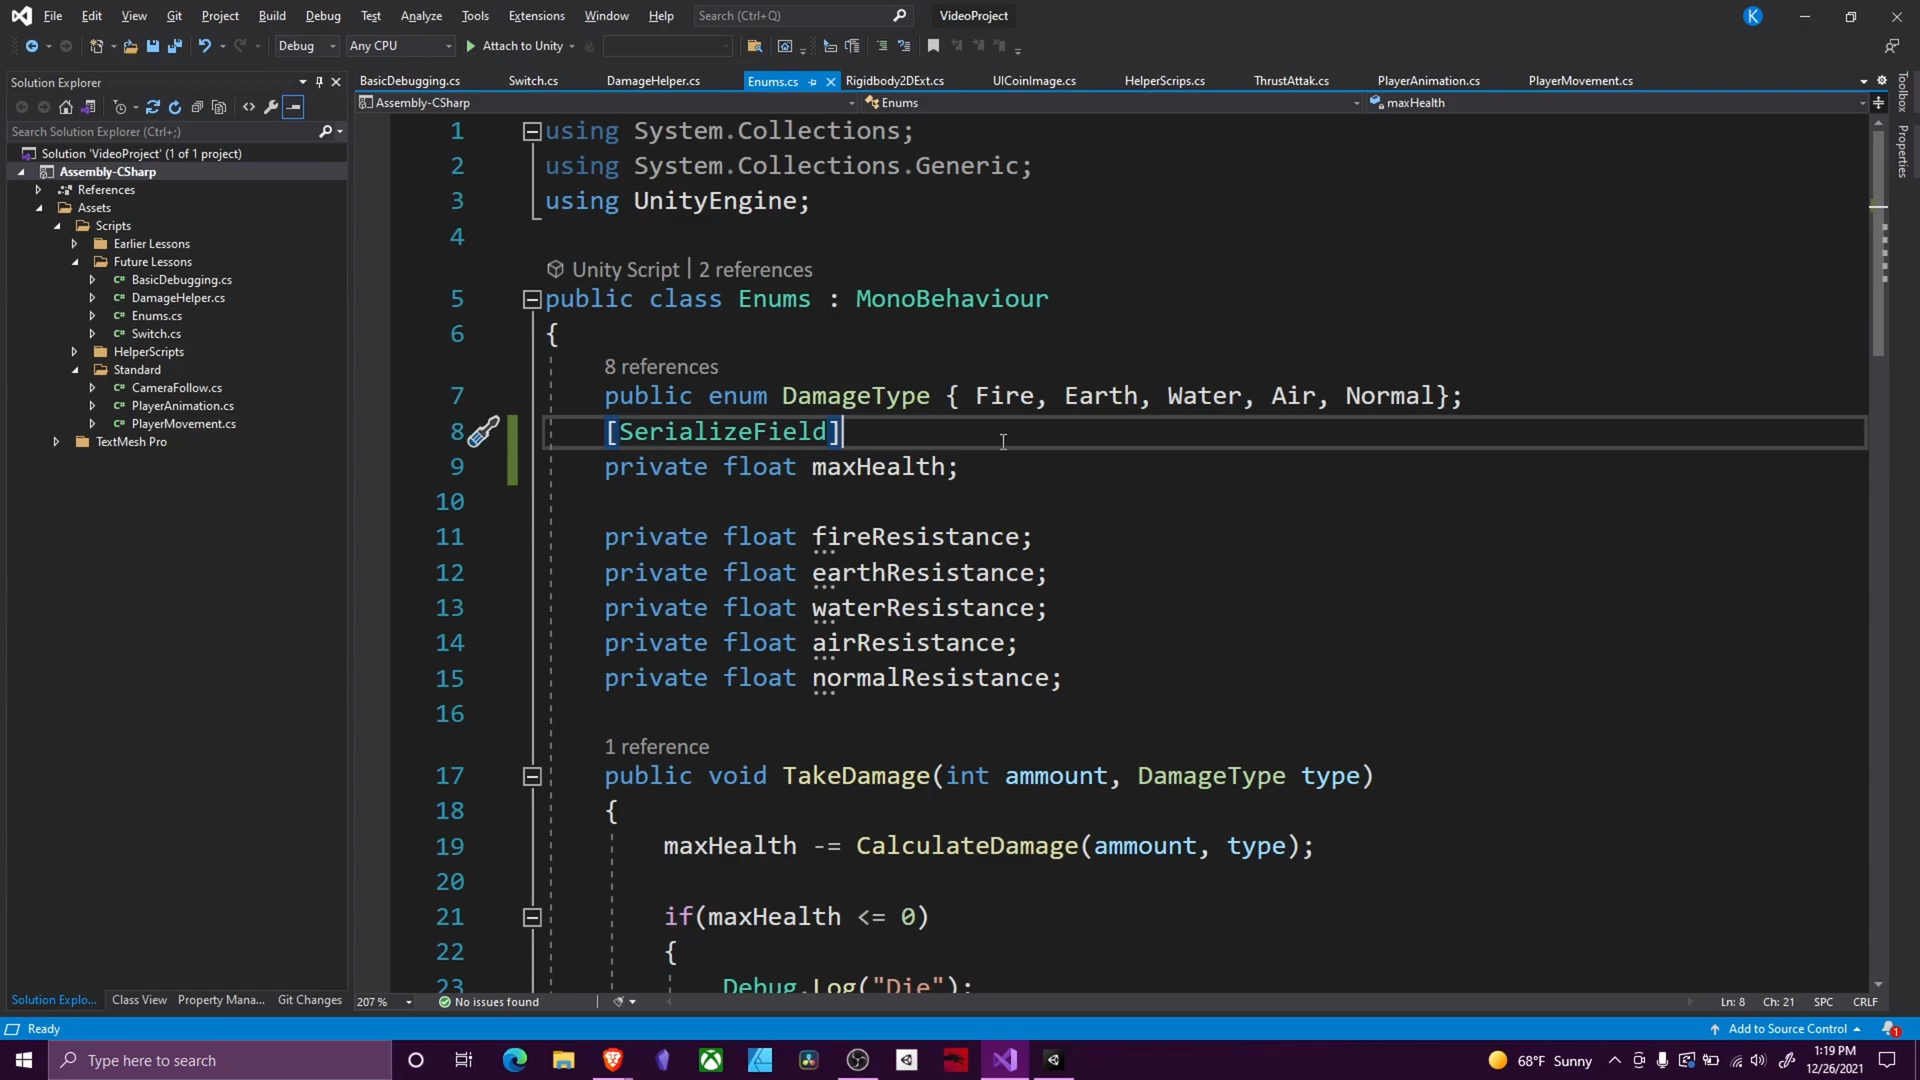 File Edit View Git Project Build Debug Test Analyze Tools Extensions Window Help Search (Ctrl+Q) VideoProject K
Debug Any CPU Attach to Unity
Solution Explorer
Search Solution Explorer (Ctrl+;)
Solution 'VideoProject' (1 of 1 project)
Assembly-CSharp
References
Assets
Scripts
Earlier Lessons
Future Lessons
C# BasicDebugging.cs
C# DamageHelper.cs
C# Enums.cs
C# Switch.cs
HelperScripts
Standard
C# CameraFollow.cs
C# PlayerAnimation.cs
C# PlayerMovement.cs
TextMesh Pro
Solution Explo... Class View Property Mana... Git Changes
BasicDebugging.cs Switch.cs DamageHelper.cs Enums.cs Rigidbody2DExt.cs UICoinImage.cs HelperScrips.cs ThrustAttak.cs PlayerAnimation.cs PlayerMovement.cs
Assembly-CSharp Enums maxHealth
1 using System.Collections;
2 using System.Collections.Generic;
3 using UnityEngine;
4
Unity Script | 2 references
5 public class Enums : MonoBehaviour
6 {
8 references
7 public enum DamageType { Fire, Earth, Water, Air, Normal};
8 [SerializeField]
9 private float maxHealth;
10
11 private float fireResistance;
12 private float earthResistance;
13 private float waterResistance;
14 private float airResistance;
15 private float normalResistance;
16
1 reference
17 public void TakeDamage(int ammount, DamageType type)
18 {
19 maxHealth -= CalculateDamage(ammount, type);
20
21 if(maxHealth <= 0)
22 {
23 Debug.Log("Die");
Toolbox
Properties
207 % No issues found Ln: 8 Ch: 21 SPC CRLF
Ready Add to Source Control 1
Type here to search 68°F Sunny 1:19 PM
12/26/2021